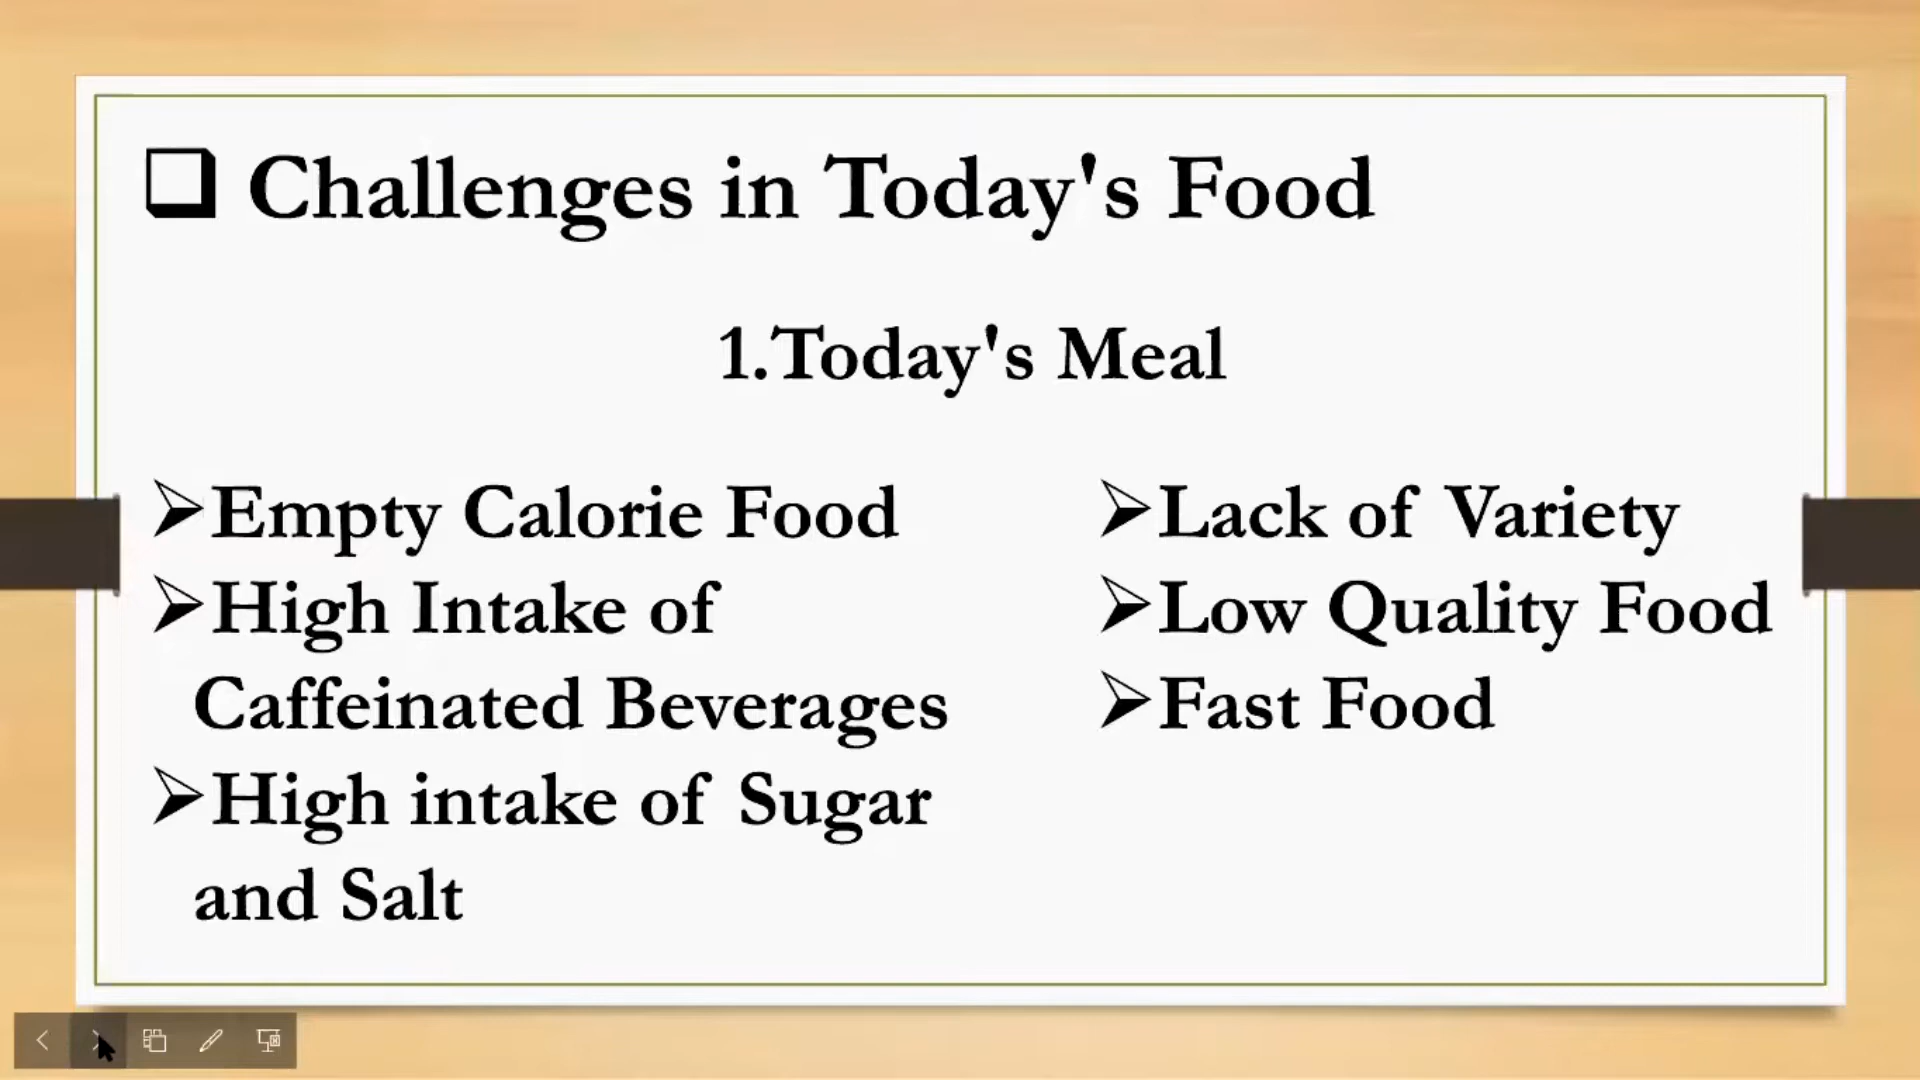 ❑ Challenges in Today's Food
1.Today's Meal
➢Empty Calorie Food
➢High Intake of
Caffeinated Beverages
➢High intake of Sugar
and Salt
➢Lack of Variety
➢Low Quality Food
➢Fast Food